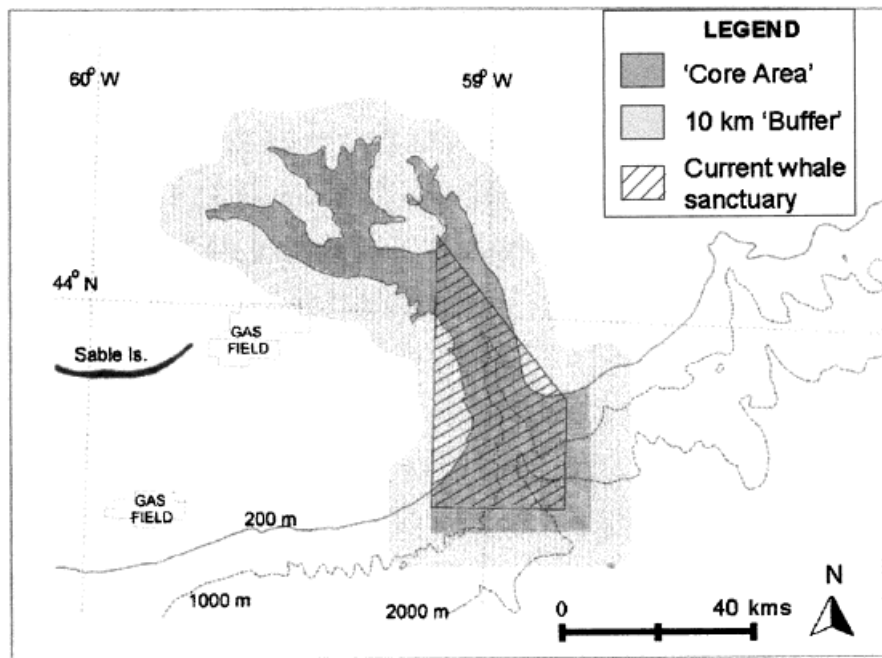 LEGEND
'Core Area'
10 km 'Buffer'
Current whale
sanctuary
60° W
59° W
44° N
GAS
FIELD
Sable Is.
GAS
FIELD
200 m
1000 m
2000 m
0 40 kms
N